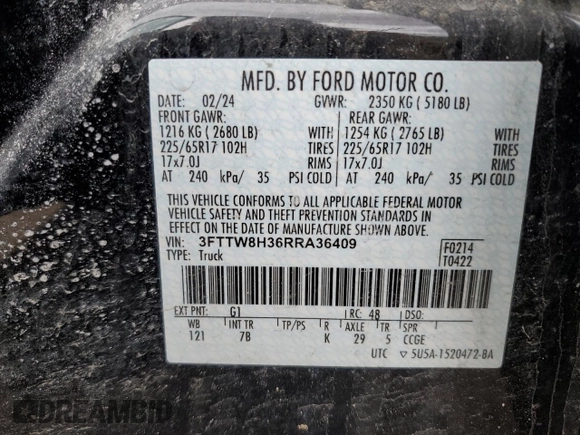 MFD. BY FORD MOTOR CO.
DATE: 02/24 GVWR: 2350 KG ( 5180 LB)
FRONT GAWR: REAR GAWR:
1216 KG ( 2680 LB) WITH 1254 KG ( 2765 LB) WITH
225/65R17 102H TIRES 225/65R17 102H TIRES
17x7.0J RIMS 17x7.0J RIMS
AT 240 kPa/ 35 PSI COLD AT 240 kPa/ 35 PSI COLD
THIS VEHICLE CONFORMS TO ALL APPLICABLE FEDERAL MOTOR
VEHICLE SAFETY AND THEFT PREVENTION STANDARDS IN
EFFECT ON THE DATE OF MANUFACTURE SHOWN ABOVE.
VIN: 3FTTW8H36RRA36409 F0214
TYPE: Truck T0422
EXT PNT: G1 RC: 48 DSO:
WB INT TR TP/PS R AXLE TR SPR
121 7B K 29 5 CCGE
UTC ▽ 5U5A-1520472-BA
DREAMBID